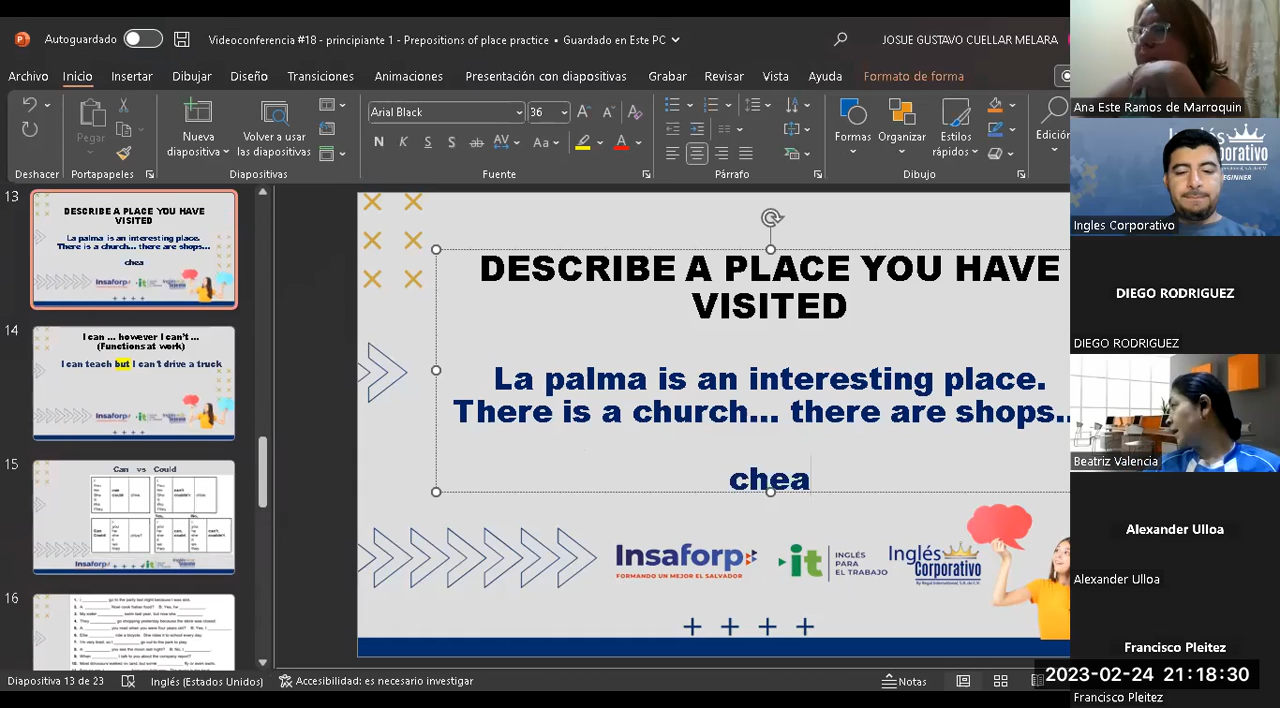 Autoguardado
Videoconferencia #18 - principiante 1 - Prepositions of place practice • Guardado en Este PC
JOSUE GUSTAVO CUELLAR MELARA
Archivo Inicio Insertar Dibujar Diseño Transiciones Animaciones Presentación con diapositivas Grabar Revisar Vista Ayuda Formato de forma
Pegar
Nueva diapositiva
Volver a usar las diapositivas
Arial Black 36
N K S S ab AV Aa A
Formas Organizar Estilos rápidos Edición
Deshacer Portapapeles Diapositivas Fuente Párrafo Dibujo
13
DESCRIBE A PLACE YOU HAVE
VISITED
La palma is an interesting place.
There is a church... there are shops...
chea
14
I can ... however I can't ...
(Functions at work)
I can teach but I can't drive a truck
15
Can vs Could
16
DESCRIBE A PLACE YOU HAVE
VISITED
La palma is an interesting place.
There is a church... there are shops..
chea
Insaforp
FORMANDO UN MEJOR EL SALVADOR
it
INGLÉS
PARA
EL TRABAJO
Inglés
Corporativo
Diapositiva 13 de 23
Inglés (Estados Unidos)
Accesibilidad: es necesario investigar
Notas
Ana Este Ramos de Marroquin
Ingles Corporativo
DIEGO RODRIGUEZ
DIEGO RODRIGUEZ
Beatriz Valencia
Alexander Ulloa
Alexander Ulloa
Francisco Pleitez
2023-02-24 21:18:30
Francisco Pleitez